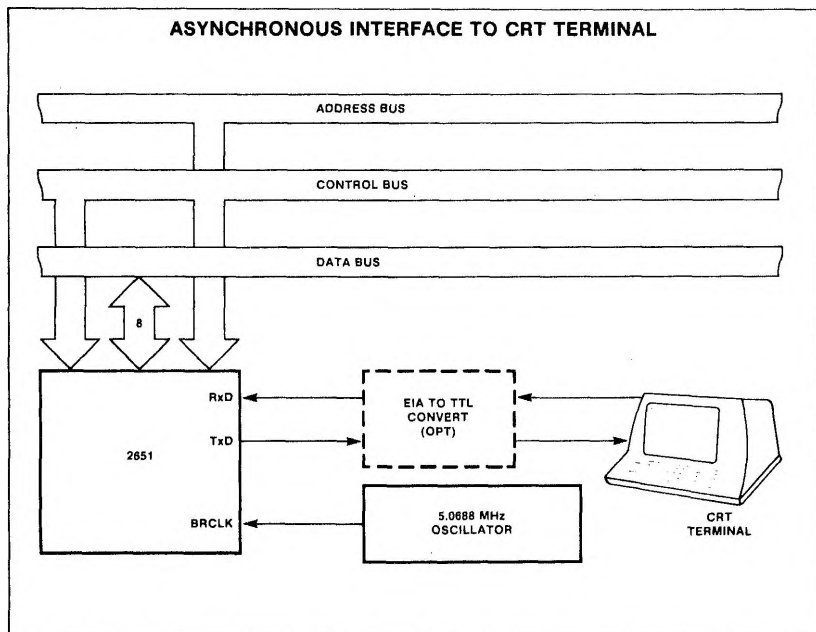 ASYNCHRONOUS INTERFACE TO CRT TERMINAL
ADDRESS BUS
CONTROL BUS
DATA BUS
8
RxD
TxD
2651
BRCLK
EIA TO TTL
CONVERT
(OPT)
5.0688 MHz
OSCILLATOR
CRT
TERMINAL